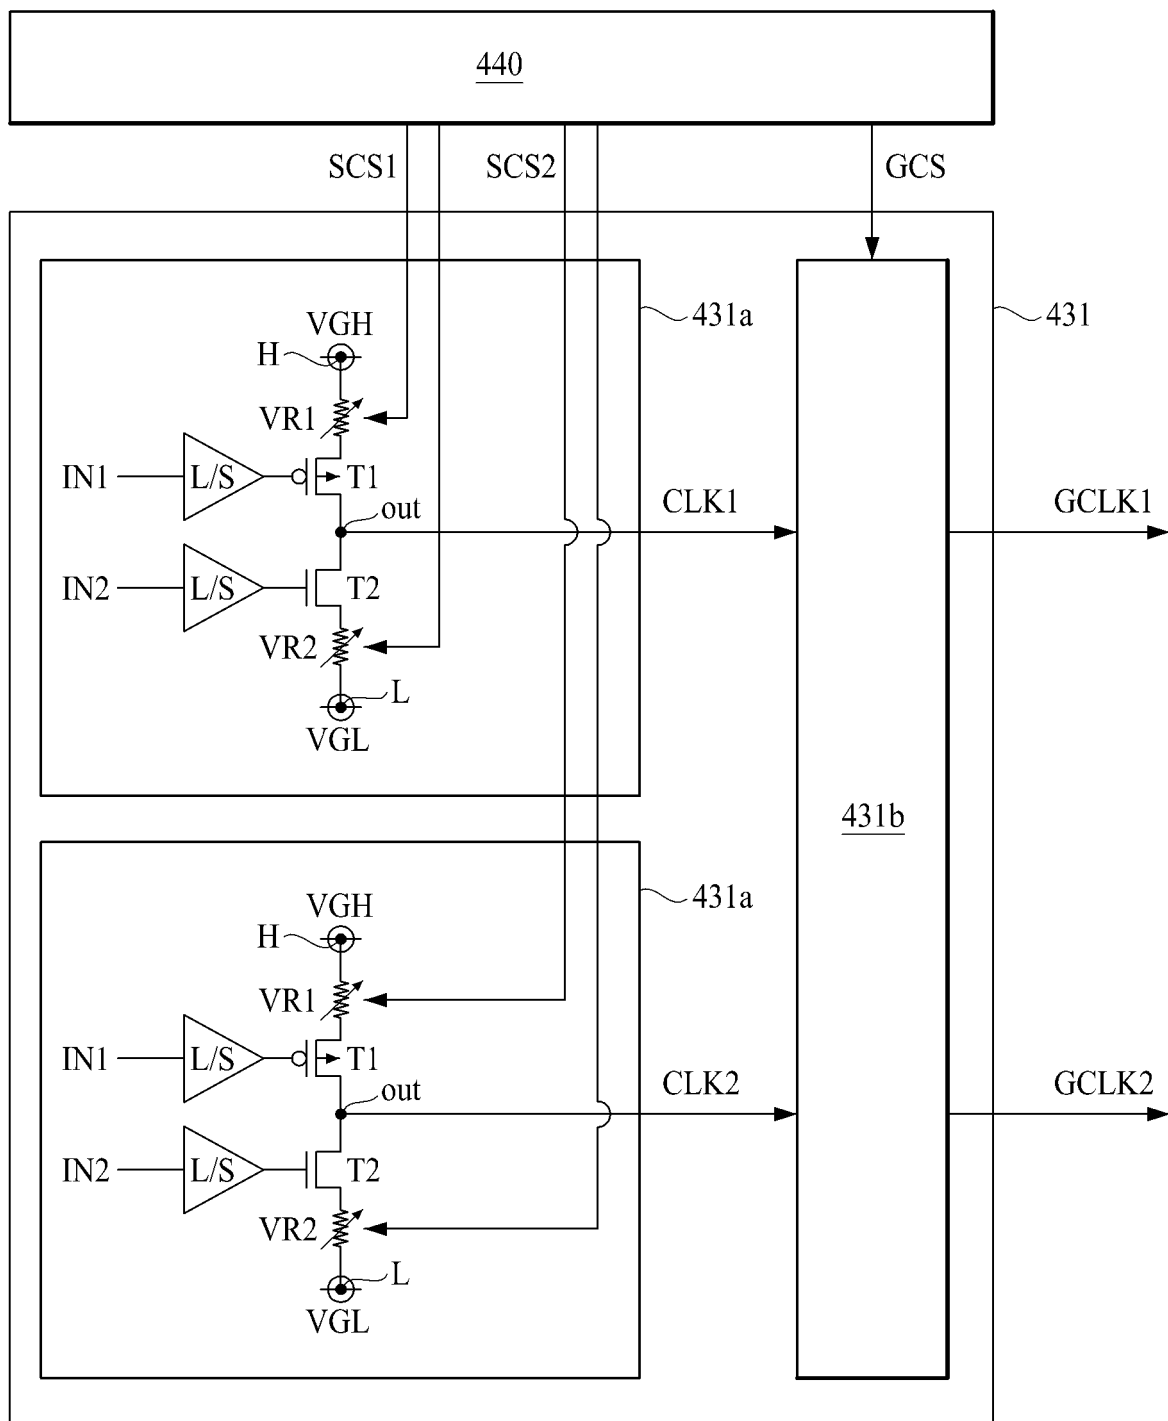 440
SCS1
SCS2
GCS
431a
431
VGH
H
VR1
IN1
L/S
T1
out
CLK1
GCLK1
IN2
L/S
T2
VR2
L
VGL
431b
431a
VGH
H
VR1
IN1
L/S
T1
out
CLK2
GCLK2
IN2
L/S
T2
VR2
L
VGL